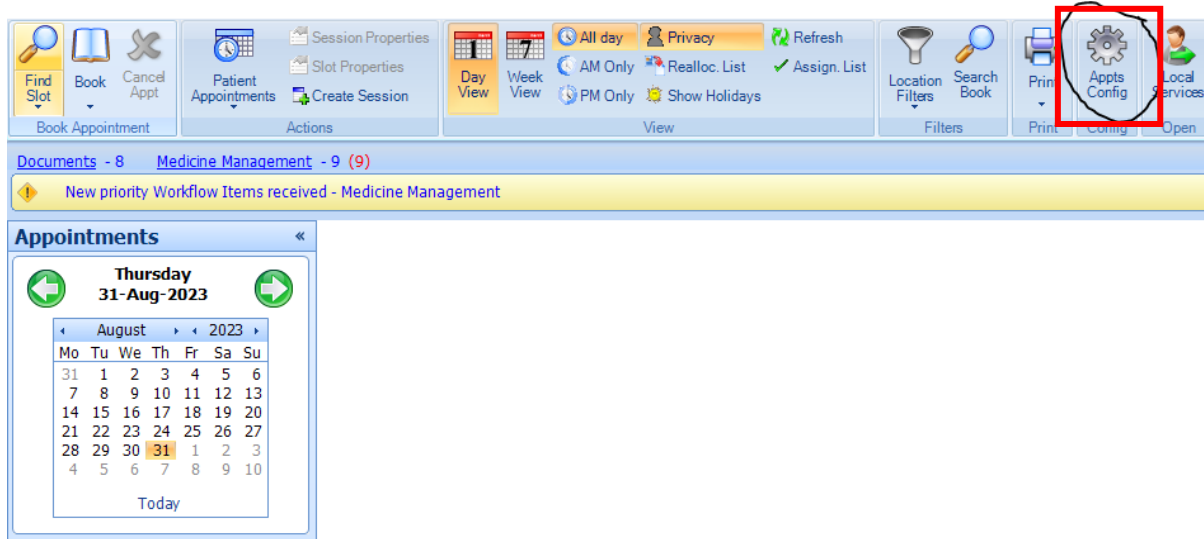 Find Slot
Book
Cancel Appt
Patient Appointments
Session Properties
Slot Properties
Create Session
Day View
Week View
All day
AM Only
PM Only
Privacy
Realloc. List
Show Holidays
Refresh
Assign. List
Location Filters
Search Book
Print
Appts Config
Local Services
Book Appointment
Actions
View
Filters
Print
Config
Open
Documents - 8 Medicine Management - 9 (9)
New priority Workflow Items received - Medicine Management
Appointments «
Thursday
31-Aug-2023
August 2023
Mo Tu We Th Fr Sa Su
31 1 2 3 4 5 6
7 8 9 10 11 12 13
14 15 16 17 18 19 20
21 22 23 24 25 26 27
28 29 30 31 1 2 3
4 5 6 7 8 9 10
Today